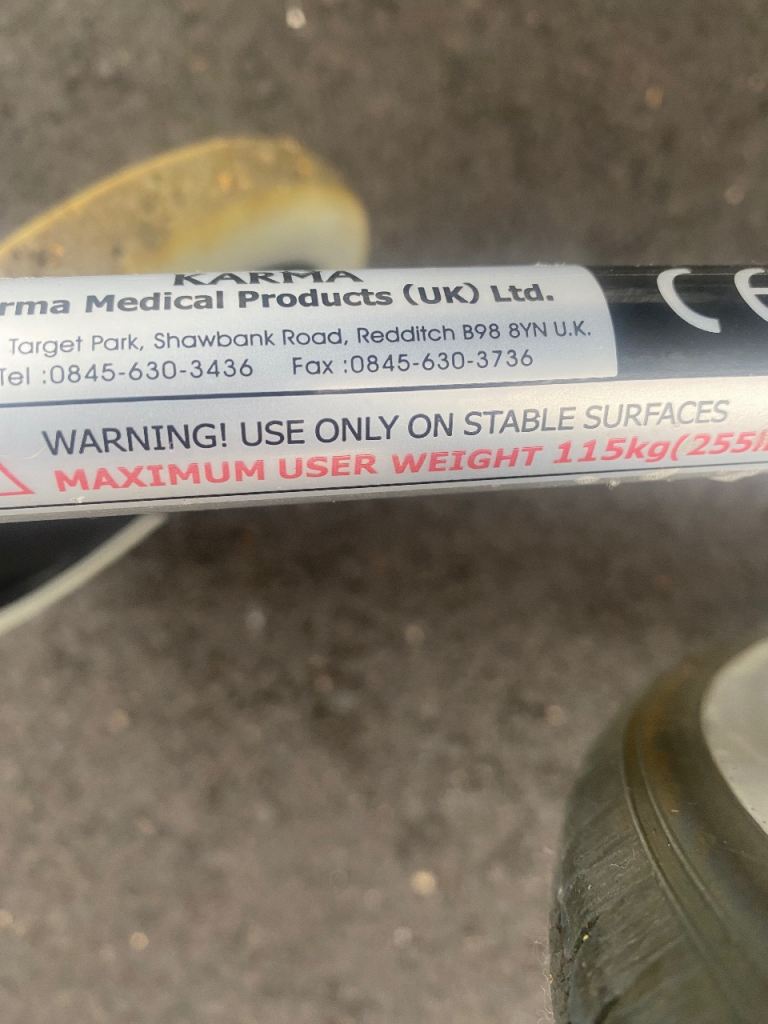 KARMA
rma Medical Products (UK) Ltd.
Target Park, Shawbank Road, Redditch B98 8YN U.K.
Tel :0845-630-3436 Fax :0845-630-3736
CE
WARNING! USE ONLY ON STABLE SURFACES
MAXIMUM USER WEIGHT 115kg(255